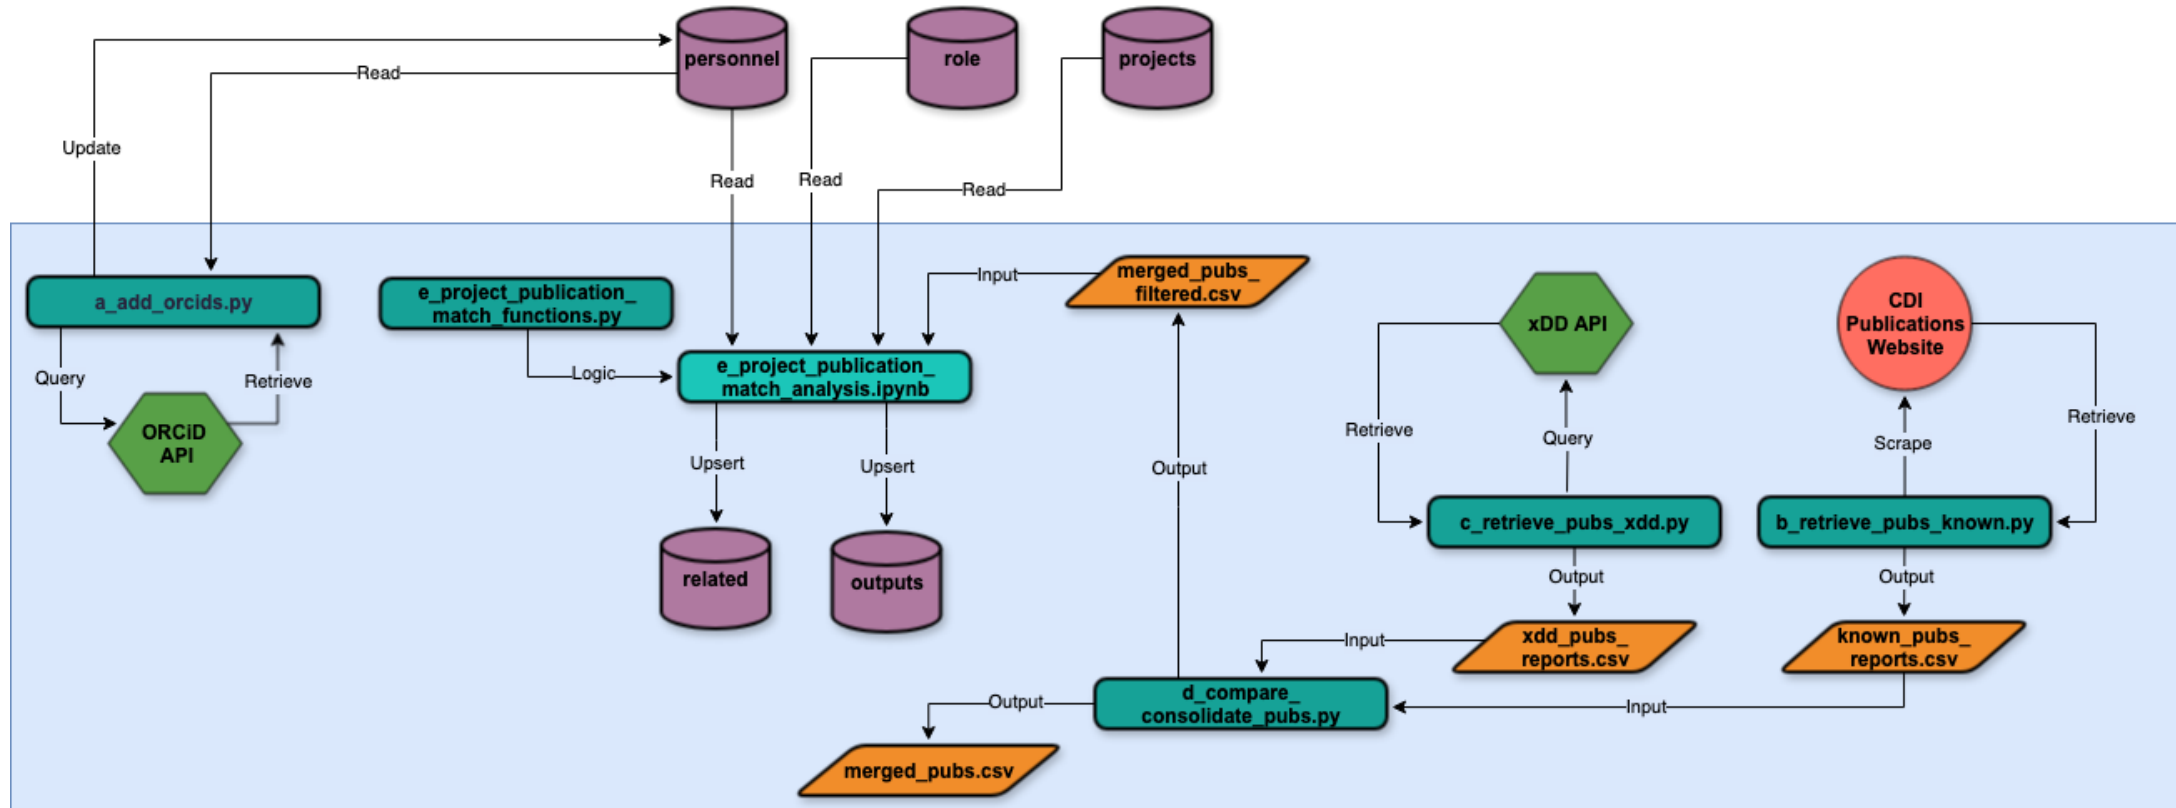 personnel
role
projects
Read
Update
Read
Read
Read
a_add_orcids.py
e_project_publication_
match_functions.py
Input
merged_pubs_
filtered.csv
xDD API
CDI
Publications
Website
Query
Retrieve
Logic
e_project_publication_
match_analysis.ipynb
ORCiD
API
Retrieve
Query
Scrape
Retrieve
Upsert
Upsert
Output
c_retrieve_pubs_xdd.py
b_retrieve_pubs_known.py
related
outputs
Output
Output
Input
xdd_pubs_
reports.csv
known_pubs_
reports.csv
Output
d_compare_
consolidate_pubs.py
Input
merged_pubs.csv